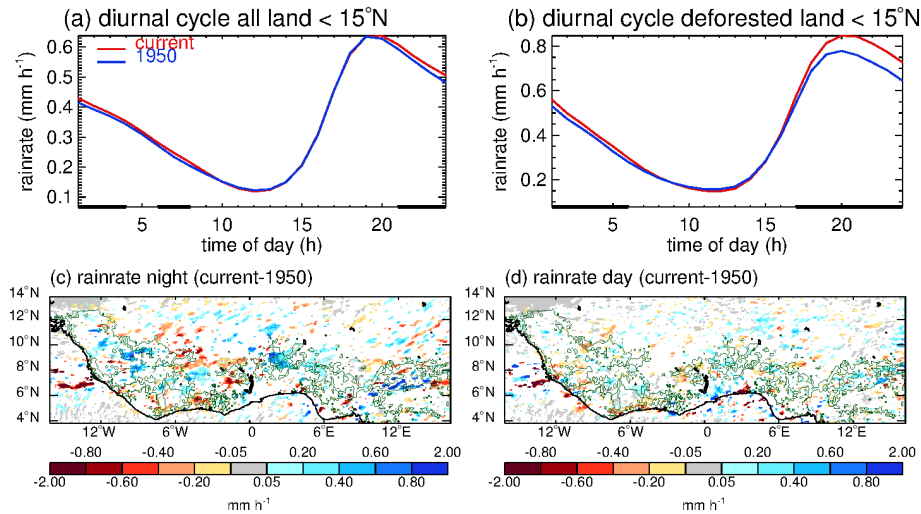 (a) diurnal cycle all land < 15°N
(b) diurnal cycle deforested land < 15°N
rainrate (mm h⁻¹)
0.6
0.5
0.4
0.3
0.2
0.1
current
1950
5 10 15 20
time of day (h)
rainrate (mm h⁻¹)
0.8
0.6
0.4
0.2
5 10 15 20
time of day (h)
(c) rainrate night (current-1950)
14°N
12°N
10°N
8°N
6°N
4°N
12°W 6°W 0 6°E 12°E
(d) rainrate day (current-1950)
14°N
12°N
10°N
8°N
6°N
4°N
12°W 6°W 0 6°E 12°E
-0.80 -0.40 -0.05 0.20 0.60 2.00
-2.00 -0.60 -0.20 0.05 0.40 0.80
mm h⁻¹
-0.80 -0.40 -0.05 0.20 0.60 2.00
-2.00 -0.60 -0.20 0.05 0.40 0.80
mm h⁻¹